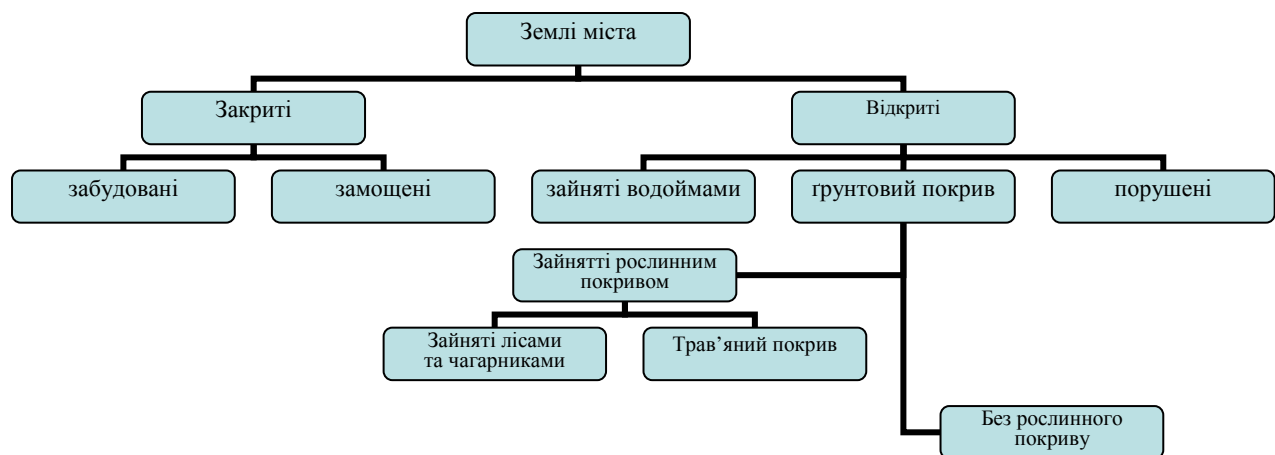 Землі міста
Закриті
Відкриті
забудовані
замощені
зайняті водоймами
ґрунтовий покрив
порушені
Зайнятті рослинним
покривом
Зайняті лісами
та чагарниками
Трав’яний покрив
Без рослинного
покриву